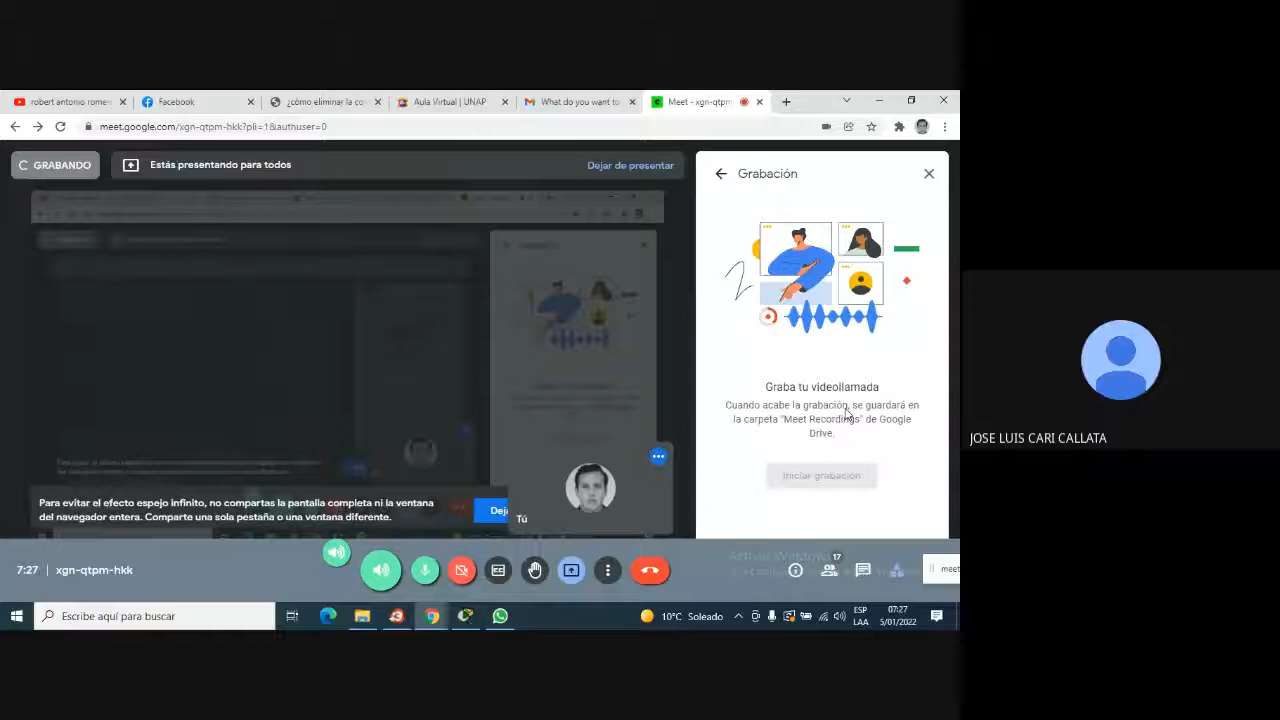 robert antonio rome
Facebook
¿cómo eliminar la co
Aula Virtual | UNAP
What do you want to
Meet - xgn-qtpm
meet.google.com/xgn-qtpm-hkk?pli=1&authuser=0
GRABANDO
Estás presentando para todos
Dejar de presentar
Grabación
Graba tu videollamada
Cuando acabe la grabación, se guardará en
la carpeta "Meet Recordings" de Google
Drive.
Iniciar grabación
Para evitar el efecto espejo infinito, no compartas la pantalla completa ni la ventana
del navegador entera. Comparte una sola pestaña o una ventana diferente.
Deja
Tú
JOSE LUIS CARI CALLATA
7:27 | xgn-qtpm-hkk
Activar Windows
17
meet
Escribe aquí para buscar
10°C Soleado
ESP
LAA
07:27
5/01/2022